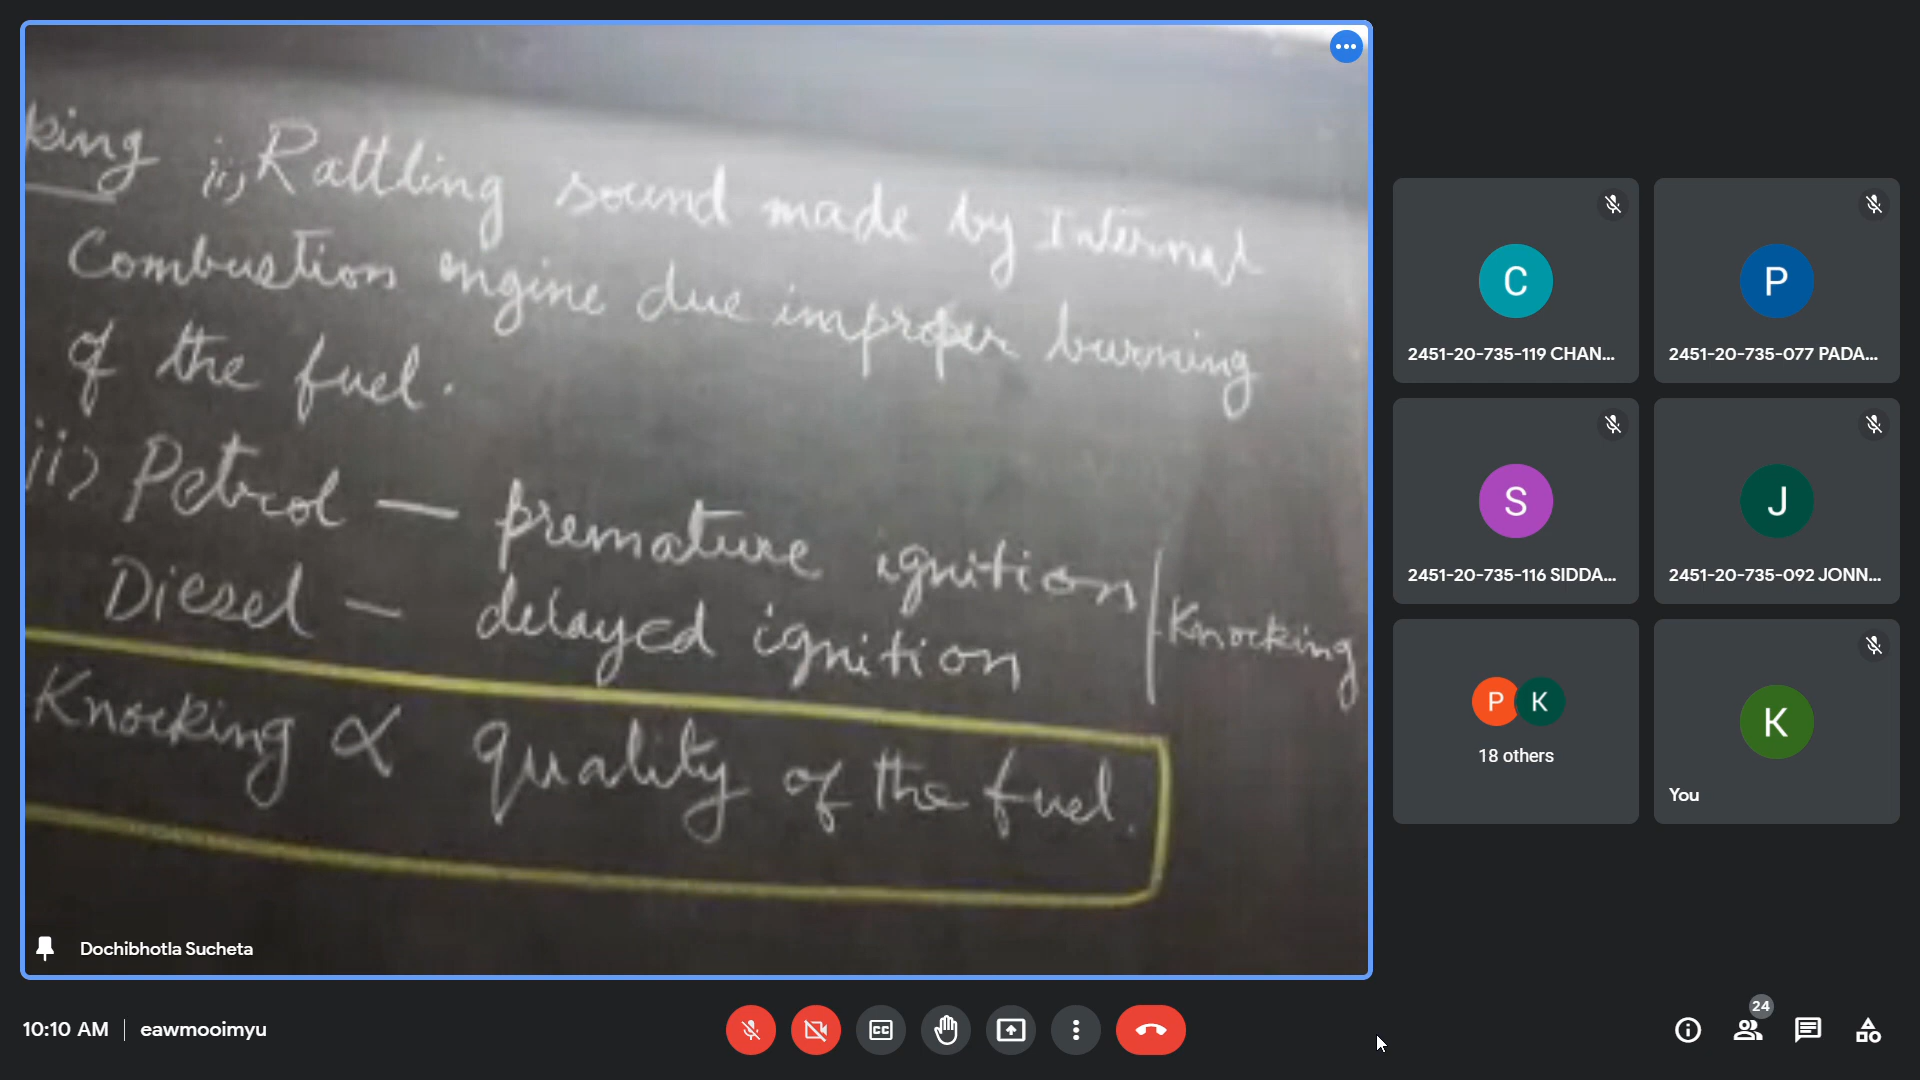 king ii) Rattling sound made by Internal
Combustion engine due improper burning
of the fuel.
ii) Petrol — premature ignition
Diesel — delayed ignition
Knocking
Knocking ∝ quality of the fuel.
Dochibhotla Sucheta
C
2451-20-735-119 CHAN...
P
2451-20-735-077 PADA...
S
2451-20-735-116 SIDDA...
J
2451-20-735-092 JONN...
P K
18 others
K
You
10:10 AM | eawmooimyu
CC
24